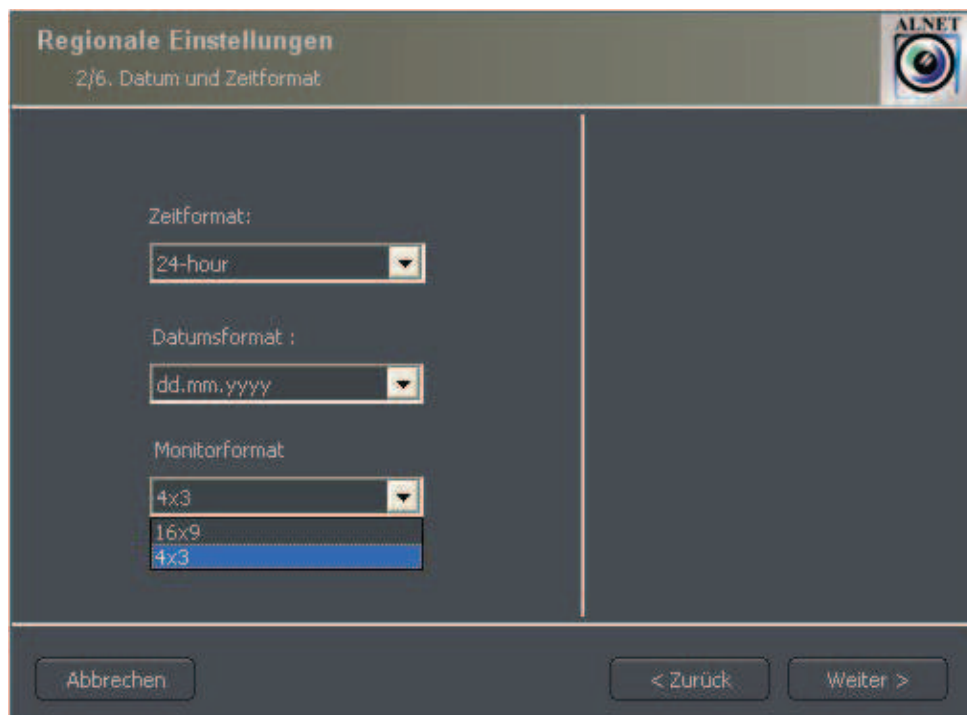 Regionale Einstellungen
ALNET
2/6. Datum und Zeitformat
Zeitformat:
24-hour
Datumsformat :
dd.mm.yyyy
Monitorformat
4x3
16x9
4x3
Abbrechen
< Zurück
Weiter >